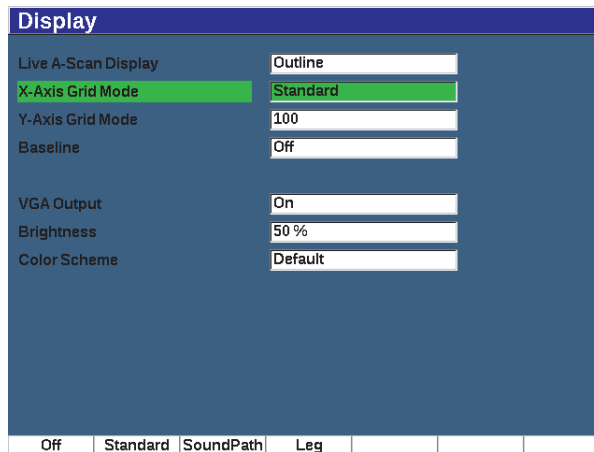 Display
Live A-Scan Display Outline
X-Axis Grid Mode Standard
Y-Axis Grid Mode 100
Baseline Off
VGA Output On
Brightness 50 %
Color Scheme Default
Off Standard SoundPath Leg